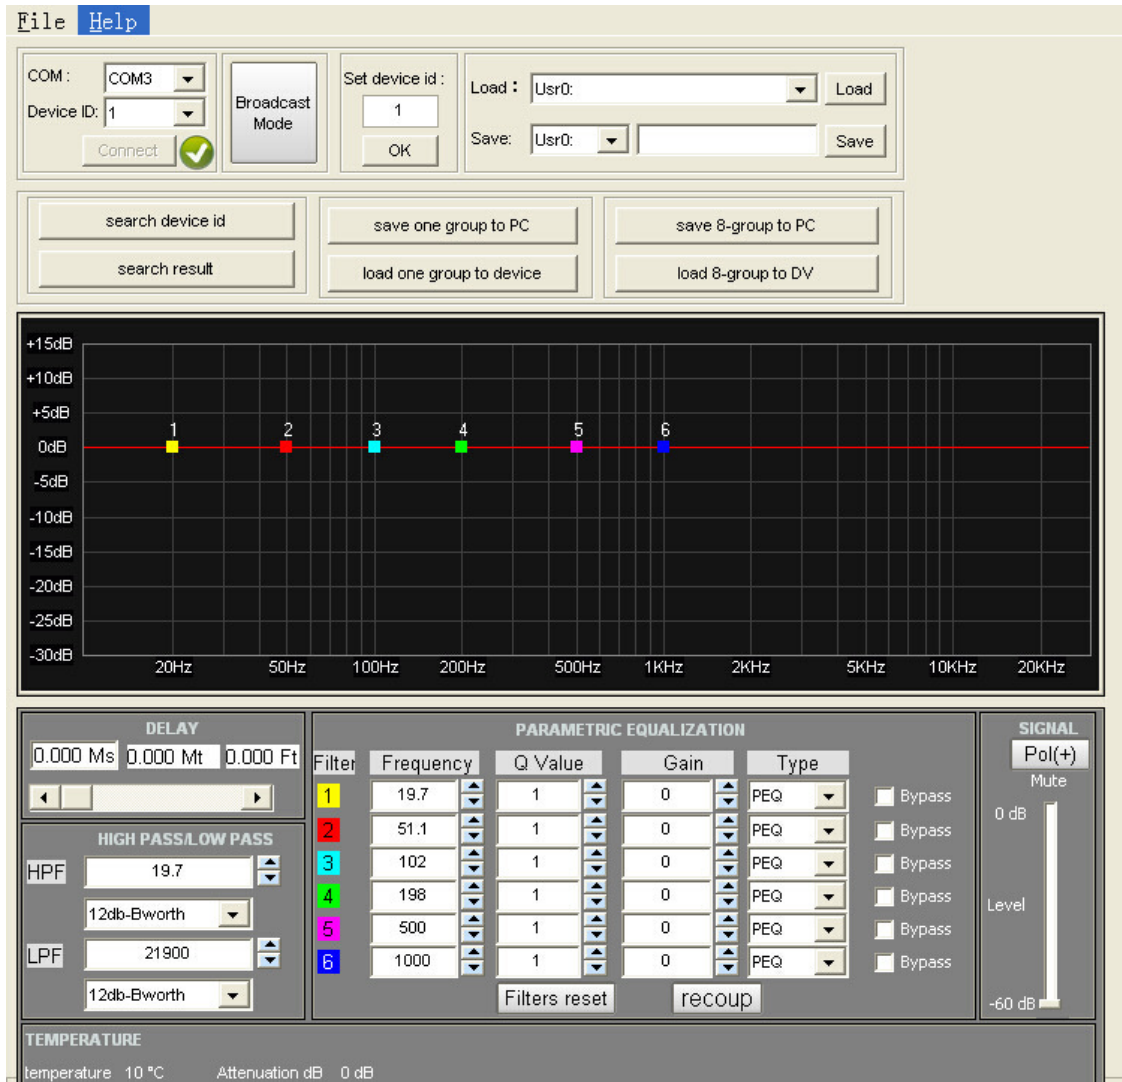 File Help
COM : COM3
Device ID: 1
Connect
Broadcast
Mode
Set device id :
1
OK
Load : Usr0: Load
Save: Usr0: Save
search device id
search result
save one group to PC
load one group to device
save 8-group to PC
load 8-group to DV
+15dB
+10dB
+5dB
0dB
-5dB
-10dB
-15dB
-20dB
-25dB
-30dB
1 2 3 4 5 6
20Hz 50Hz 100Hz 200Hz 500Hz 1KHz 2KHz 5KHz 10KHz 20KHz
DELAY
0.000 Ms 0.000 Mt 0.000 Ft
HIGH PASS/LOW PASS
HPF 19.7
12db-Bworth
LPF 21900
12db-Bworth
PARAMETRIC EQUALIZATION
Filter Frequency Q Value Gain Type
1 19.7 1 0 PEQ Bypass
2 51.1 1 0 PEQ Bypass
3 102 1 0 PEQ Bypass
4 198 1 0 PEQ Bypass
5 500 1 0 PEQ Bypass
6 1000 1 0 PEQ Bypass
Filters reset recoup
SIGNAL
Pol(+)
Mute
0 dB
Level
-60 dB
TEMPERATURE
temperature 10 °C Attenuation dB 0 dB